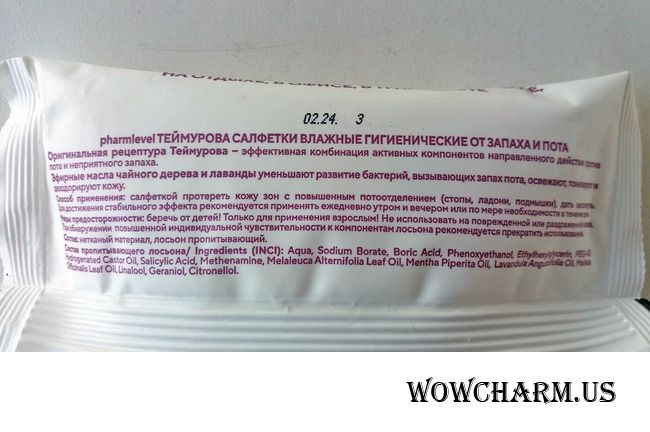 НА ОТДЫХЕ, В ОФИСЕ, В
02.24. 3
pharmlevel ТЕЙМУРОВА САЛФЕТКИ ВЛАЖНЫЕ ГИГИЕНИЧЕСКИЕ ОТ ЗАПАХА И ПОТА
Оригинальная рецептура Теймурова – эффективная комбинация активных компонентов направленного действия против
пота и неприятного запаха.
Эфирные масла чайного дерева и лаванды уменьшают развитие бактерий, вызывающих запах пота, освежают, тонизируют и
дезодорируют кожу.
Способ применения: салфеткой протереть кожу зон с повышенным потоотделением (стопы, ладони, подмышки), дать высохнуть.
Для достижения стабильного эффекта рекомендуется применять ежедневно утром и вечером или по мере необходимости в течение дня.
Меры предосторожности: беречь от детей! Только для применения взрослым! Не использовать на поврежденной или раздраженной коже.
При обнаружении повышенной индивидуальной чувствительности к компонентам лосьона рекомендуется прекратить использование.
Состав: нетканый материал, лосьон пропитывающий.
Состав пропитывающего лосьона/ Ingredients (INCI): Aqua, Sodium Borate, Boric Acid, Phenoxyethanol, Ethylhexylglycerin, PEG-40
Hydrogenated Castor Oil, Salicylic Acid, Methenamine, Melaleuca Alternifolia Leaf Oil, Mentha Piperita Oil, Lavandula Angustifolia Oil, Melissa
Officinalis Leaf Oil, Linalool, Geraniol, Citronellol.
WOWCHARM.US